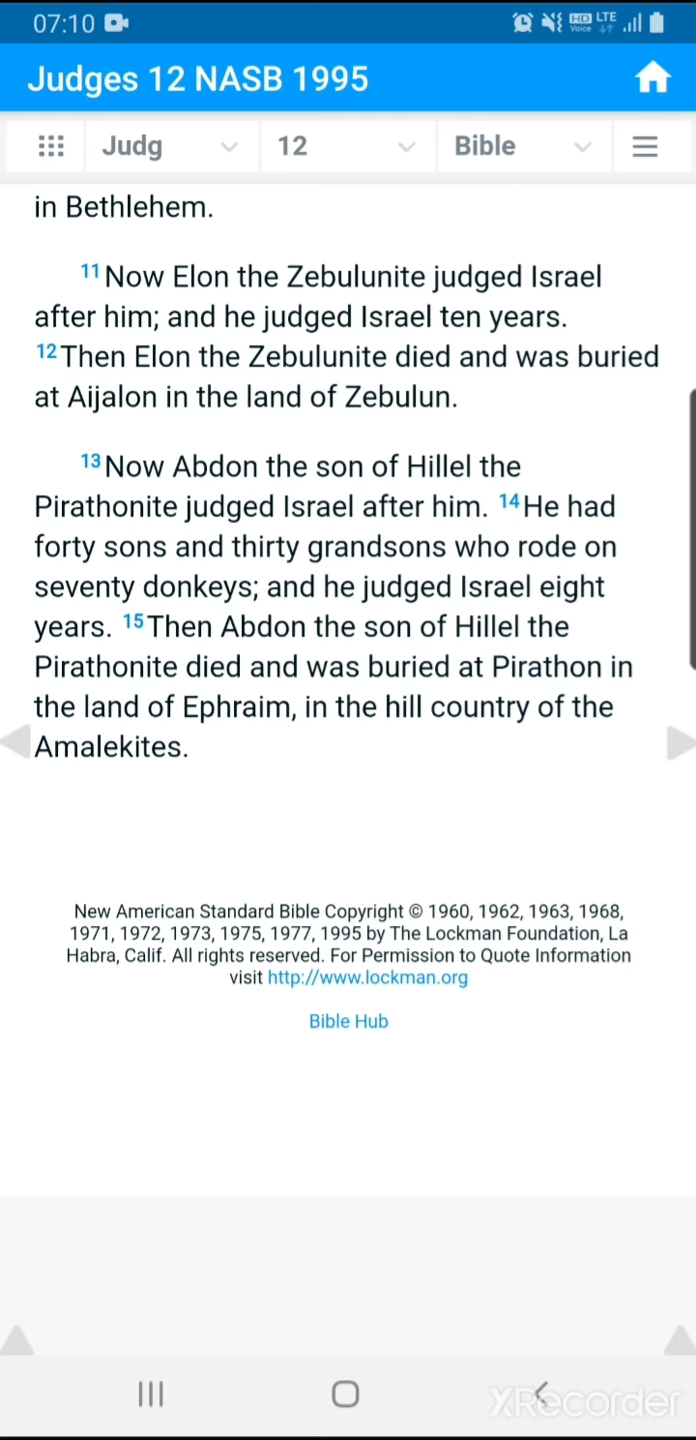 07:10
HD Voice LTE
Judges 12 NASB 1995
Judg 12 Bible
in Bethlehem.
11 Now Elon the Zebulunite judged Israel
after him; and he judged Israel ten years.
12 Then Elon the Zebulunite died and was buried
at Aijalon in the land of Zebulun.
13 Now Abdon the son of Hillel the
Pirathonite judged Israel after him. 14 He had
forty sons and thirty grandsons who rode on
seventy donkeys; and he judged Israel eight
years. 15 Then Abdon the son of Hillel the
Pirathonite died and was buried at Pirathon in
the land of Ephraim, in the hill country of the
Amalekites.
New American Standard Bible Copyright © 1960, 1962, 1963, 1968,
1971, 1972, 1973, 1975, 1977, 1995 by The Lockman Foundation, La
Habra, Calif. All rights reserved. For Permission to Quote Information
visit http://www.lockman.org
Bible Hub
XRecorder